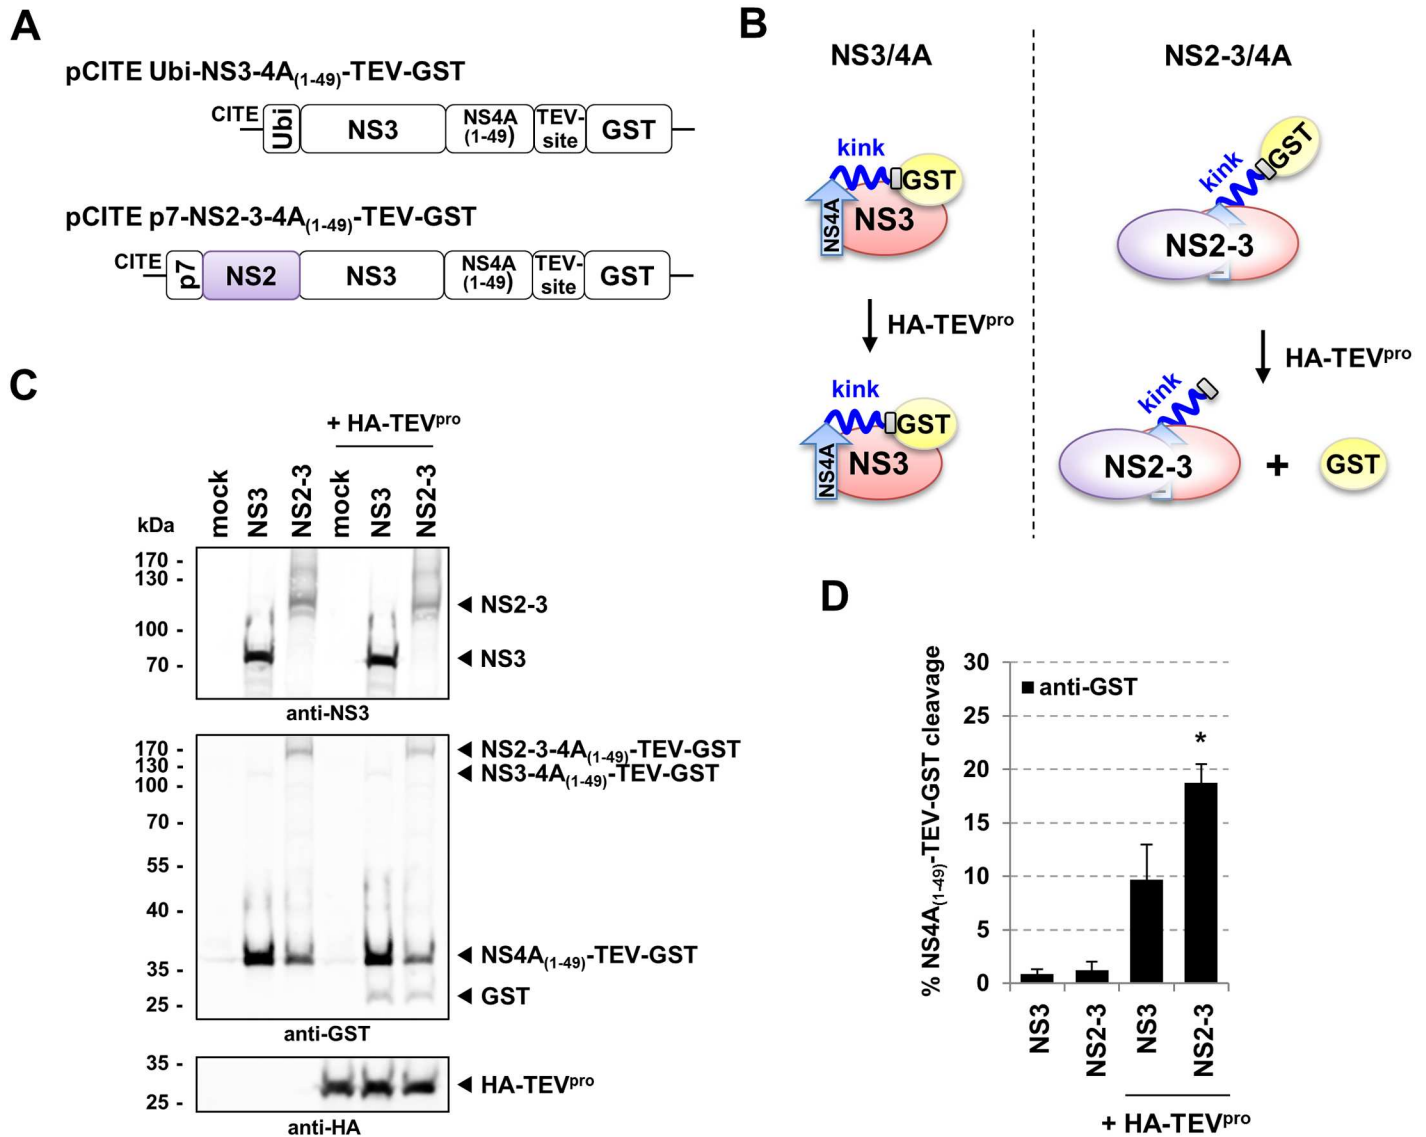 A
pCITE Ubi-NS3-4A(1-49)-TEV-GST
CITE
Ubi
NS3
NS4A
(1-49)
TEV-
site
GST
pCITE p7-NS2-3-4A(1-49)-TEV-GST
CITE
p7
NS2
NS3
NS4A
(1-49)
TEV-
site
GST
B
NS3/4A
NS2-3/4A
kink
GST
NS4A
NS3
kink
GST
NS2-3
HA-TEVpro
HA-TEVpro
kink
GST
NS4A
NS3
kink
NS2-3
+
GST
C
+ HA-TEVpro
kDa
mock
NS3
NS2-3
mock
NS3
NS2-3
170 -
130 -
100 -
70 -
NS2-3
NS3
anti-NS3
170 -
130 -
100 -
70 -
55 -
40 -
35 -
25 -
NS2-3-4A(1-49)-TEV-GST
NS3-4A(1-49)-TEV-GST
NS4A(1-49)-TEV-GST
GST
anti-GST
35 -
25 -
HA-TEVpro
anti-HA
D
% NS4A(1-49)-TEV-GST cleavage
30
25
20
15
10
5
0
anti-GST
*
NS3
NS2-3
NS3
NS2-3
+ HA-TEVpro